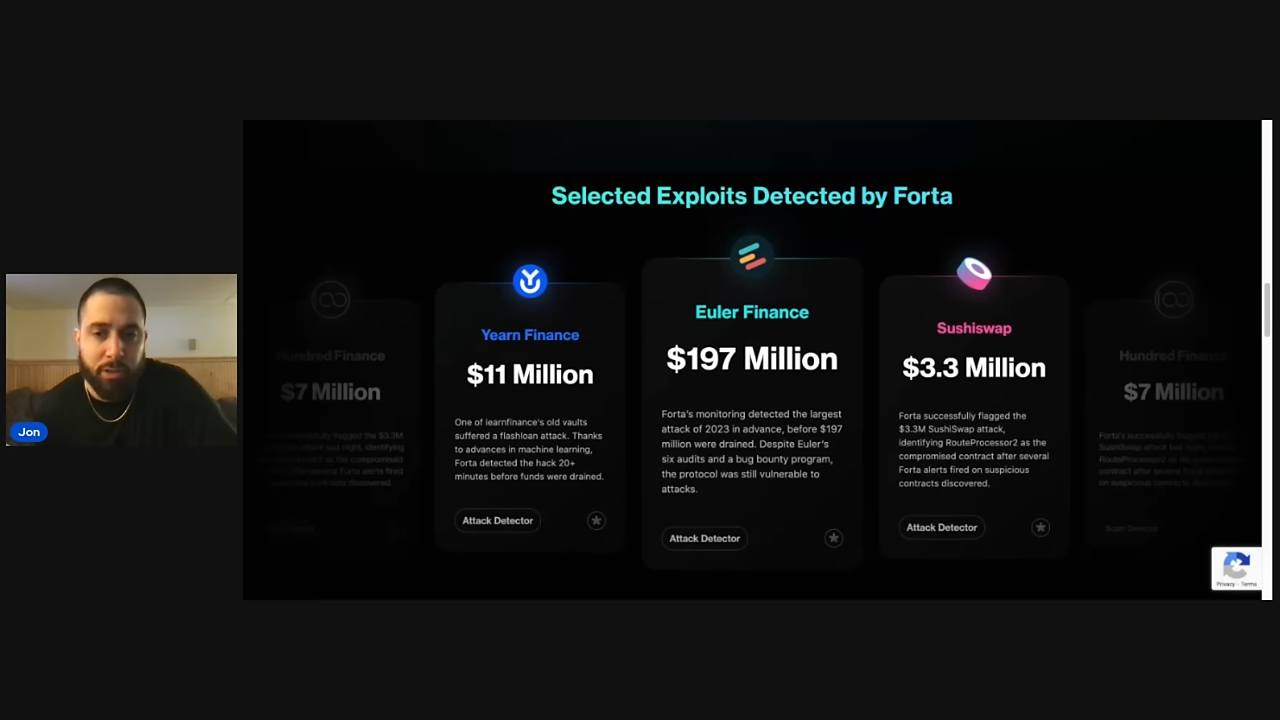 Selected Exploits Detected by Forta
Hundred Finance
$7 Million
Yearn Finance
$11 Million
One of iearnfinance's old vaults
suffered a flashloan attack. Thanks
to advances in machine learning,
Forta detected the hack 20+
minutes before funds were drained.
Attack Detector
Euler Finance
$197 Million
Forta's monitoring detected the largest
attack of 2023 in advance, before $197
million were drained. Despite Euler's
six audits and a bug bounty program,
the protocol was still vulnerable to
attacks.
Attack Detector
Sushiswap
$3.3 Million
Forta successfully flagged the
$3.3M SushiSwap attack,
identifying RouteProcessor2 as the
compromised contract after several
Forta alerts fired on suspicious
contracts discovered.
Attack Detector
Hundred Finance
$7 Million
Jon
Privacy - Terms